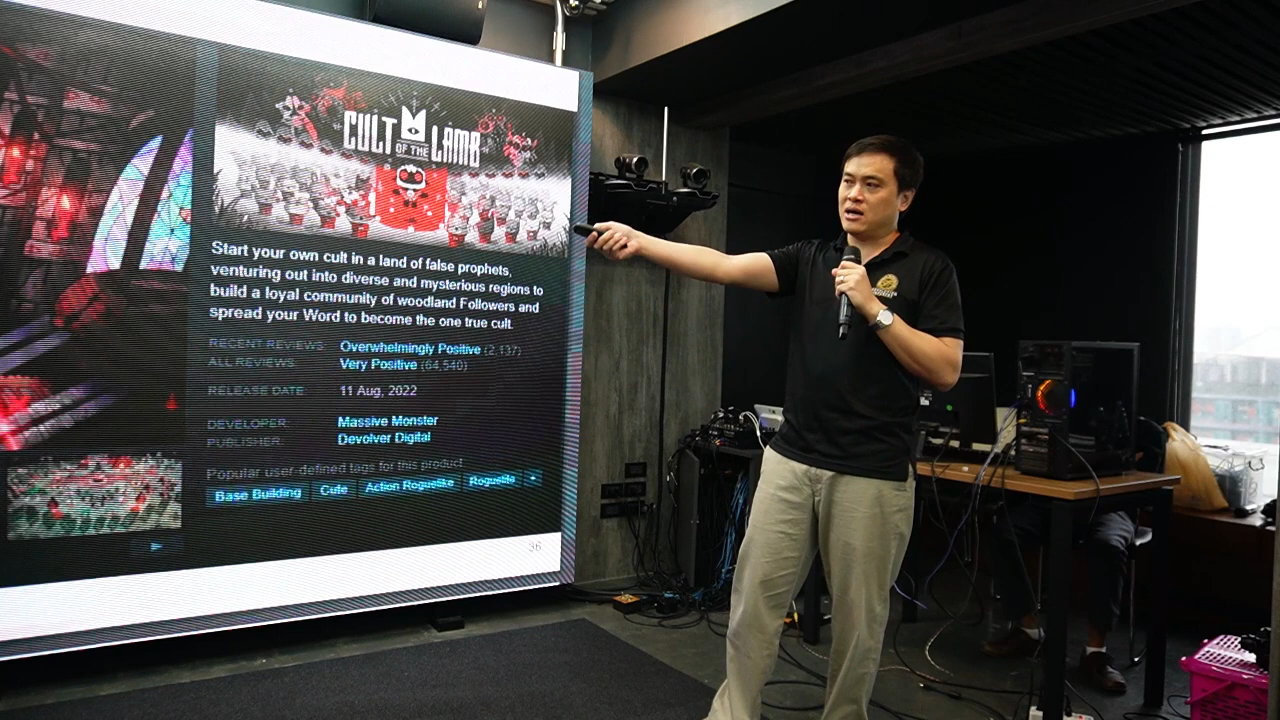 CULT OF THE LAMB
Start your own cult in a land of false prophets,
venturing out into diverse and mysterious regions to
build a loyal community of woodland Followers and
spread your Word to become the one true cult.
RECENT REVIEWS: Overwhelmingly Positive (2,137)
ALL REVIEWS: Very Positive (64,540)
RELEASE DATE: 11 Aug, 2022
DEVELOPER: Massive Monster
PUBLISHER: Devolver Digital
Popular user-defined tags for this product:
Base Building Cute Action Roguelike Roguelite +
36